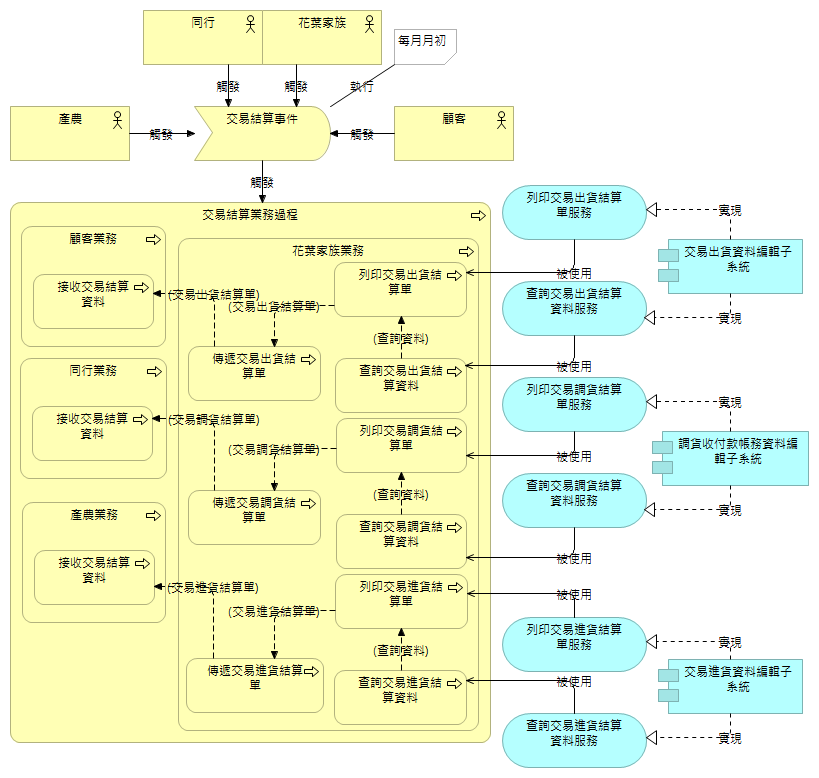 同行
花葉家族
每月月初
觸發
觸發
執行
產農
觸發
交易結算事件
觸發
顧客
觸發
交易結算業務過程
顧客業務
接收交易結算
資料
同行業務
接收交易結算
資料
產農業務
接收交易結算
資料
(交易出貨結算單)
(交易調貨結算單)
(交易進貨結算單)
花葉家族業務
列印交易出貨結
算單
(交易出貨結算單)
(查詢資料)
傳遞交易出貨結
算單
查詢交易出貨結
算資料
列印交易調貨結
算單
(交易調貨結算單)
(查詢資料)
傳遞交易調貨結
算單
查詢交易調貨結
算資料
列印交易進貨結
算單
(交易進貨結算單)
(查詢資料)
傳遞交易進貨結算
單
查詢交易進貨結
算資料
列印交易出貨結算
單服務
實現
被使用
交易出貨資料編輯子
系統
查詢交易出貨結算
資料服務
實現
被使用
列印交易調貨結算
單服務
實現
被使用
調貨收付款帳務資料編
輯子系統
查詢交易調貨結算
資料服務
實現
被使用
被使用
列印交易進貨結算
單服務
實現
被使用
交易進貨資料編輯子
系統
查詢交易進貨結算
資料服務
實現